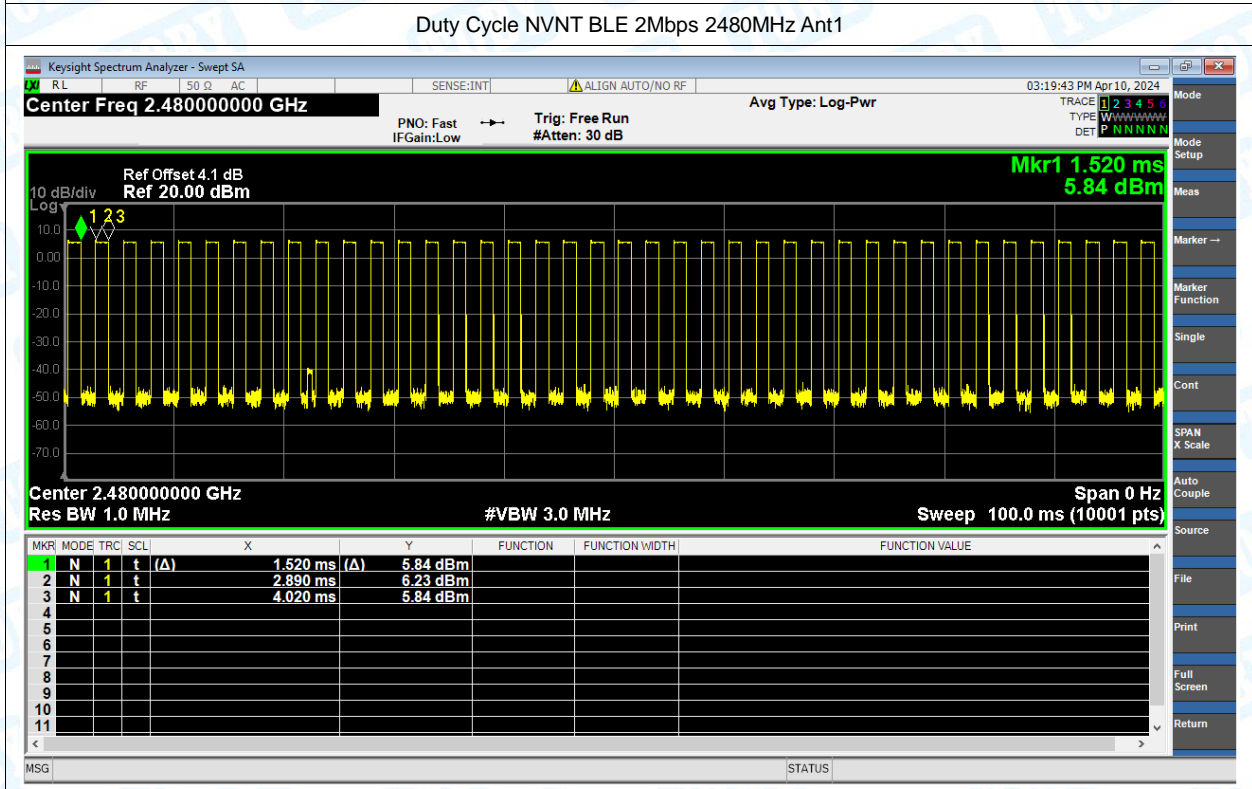 Duty Cycle NVNT BLE 2Mbps 2480MHz Ant1
Keysight Spectrum Analyzer - Swept SA
LXI RL RF 50 Ω AC SENSE:INT ALIGN AUTO/NO RF 03:19:43 PM Apr 10, 2024
Center Freq 2.480000000 GHz Avg Type: Log-Pwr TRACE 1 2 3 4 5 6
PNO: Fast Trig: Free Run TYPE WWWWWW
IFGain:Low #Atten: 30 dB DET P N N N N N
Mkr1 1.520 ms
5.84 dBm
Ref Offset 4.1 dB
10 dB/div Ref 20.00 dBm
Log
1 2 3
10.0
0.00
-10.0
-20.0
-30.0
-40.0
-50.0
-60.0
-70.0
Center 2.480000000 GHz Span 0 Hz
Res BW 1.0 MHz #VBW 3.0 MHz Sweep 100.0 ms (10001 pts)
MKR MODE TRC SCL X Y FUNCTION FUNCTION WIDTH FUNCTION VALUE
1 N 1 t (Δ) 1.520 ms (Δ) 5.84 dBm
2 N 1 t 2.890 ms 6.23 dBm
3 N 1 t 4.020 ms 5.84 dBm
4
5
6
7
8
9
10
11
MSG STATUS
Mode
Mode
Setup
Meas
Marker →
Marker
Function
Single
Cont
SPAN
X Scale
Auto
Couple
Source
File
Print
Full
Screen
Return